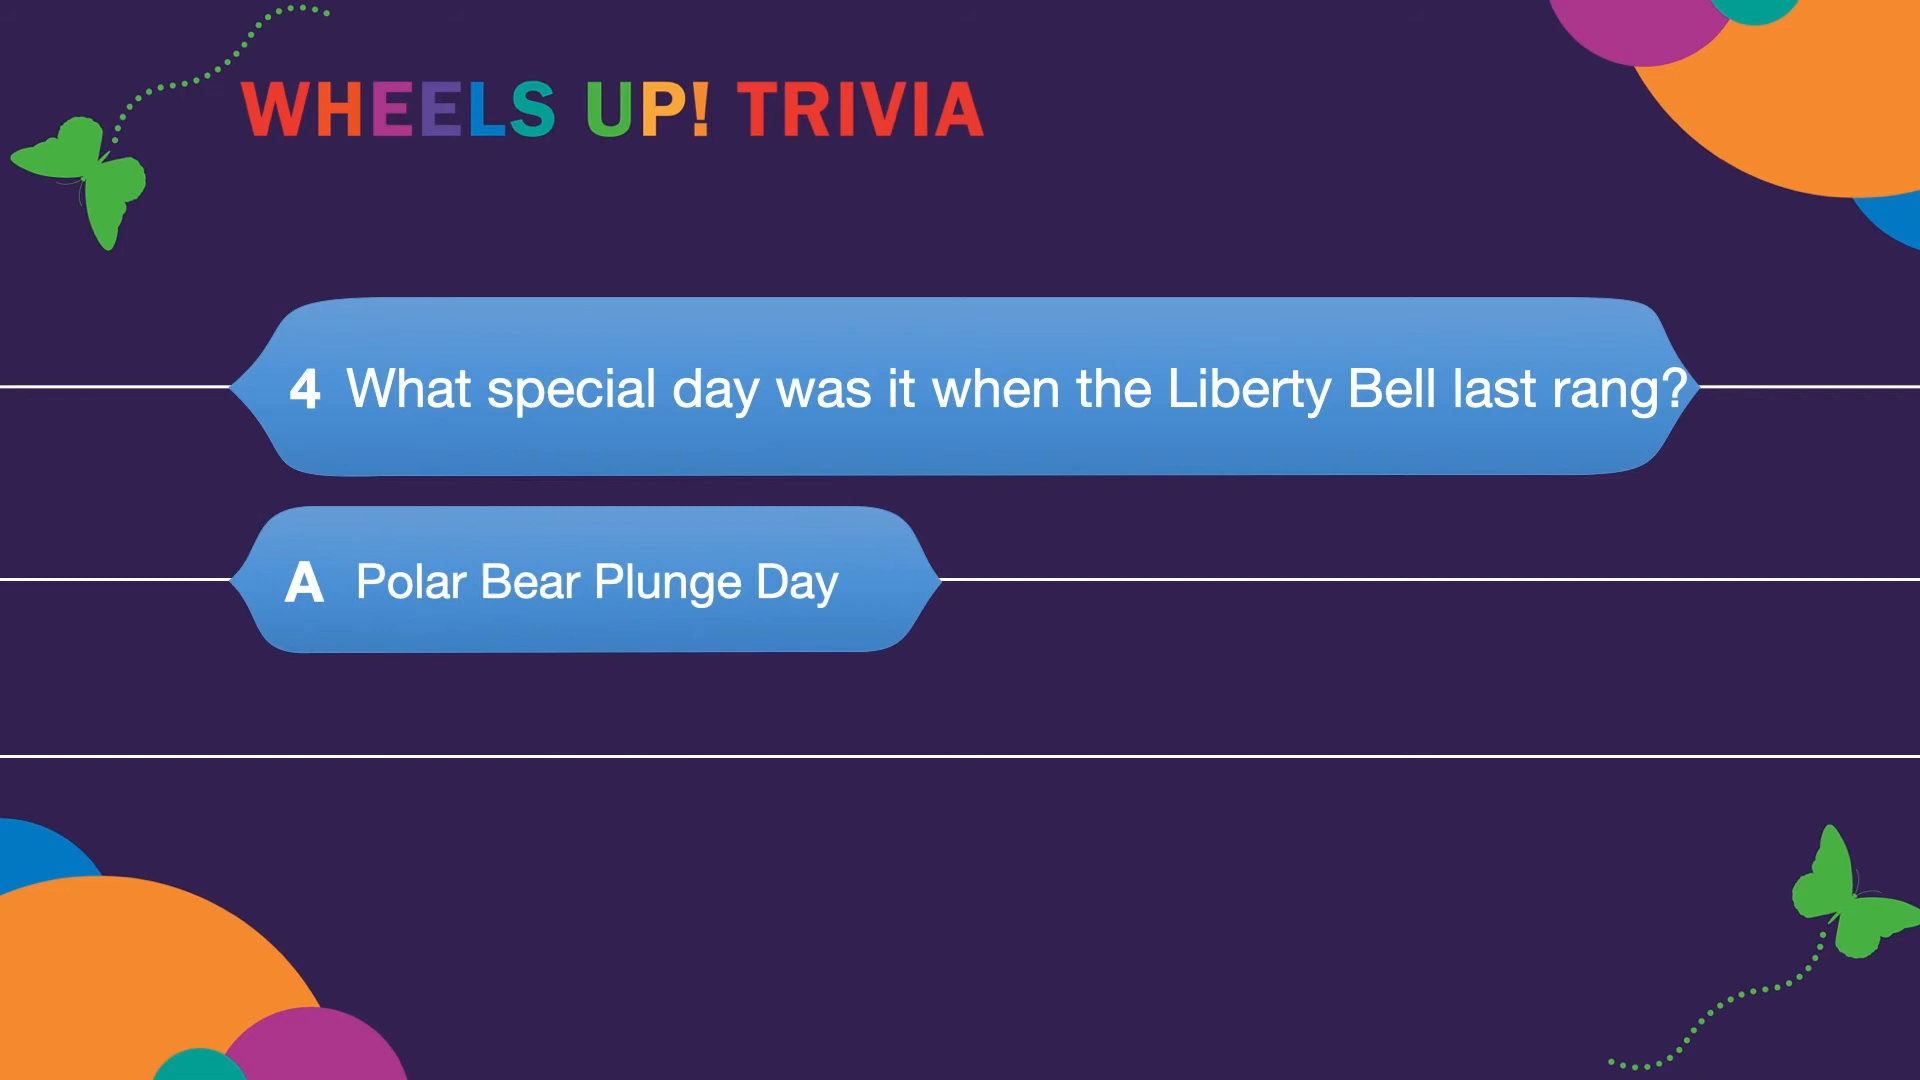 WHEELS UP! TRIVIA
4 What special day was it when the Liberty Bell last rang?
A Polar Bear Plunge Day